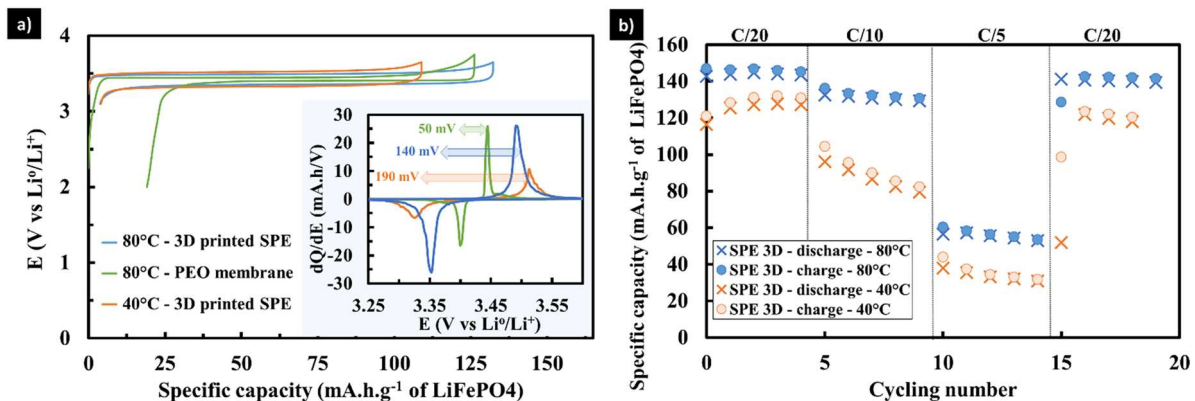 a)
E (V vs Li⁰/Li⁺)
4
3
2
1
0
0 25 50 75 100 125 150
Specific capacity (mA.h.g⁻¹ of LiFePO4)
80°C - 3D printed SPE
80°C - PEO membrane
40°C - 3D printed SPE
dQ/dE (mA.h/V)
30
20
10
0
-10
-20
-30
50 mV
140 mV
190 mV
3.25 3.35 3.45 3.55
E (V vs Li⁰/Li⁺)
b)
C/20 C/10 C/5 C/20
Specific capacity (mA.h.g⁻¹ of LiFePO4)
160
140
120
100
80
60
40
20
0
SPE 3D - discharge - 80°C
SPE 3D - charge - 80°C
SPE 3D - discharge - 40°C
SPE 3D - charge - 40°C
0 5 10 15 20
Cycling number